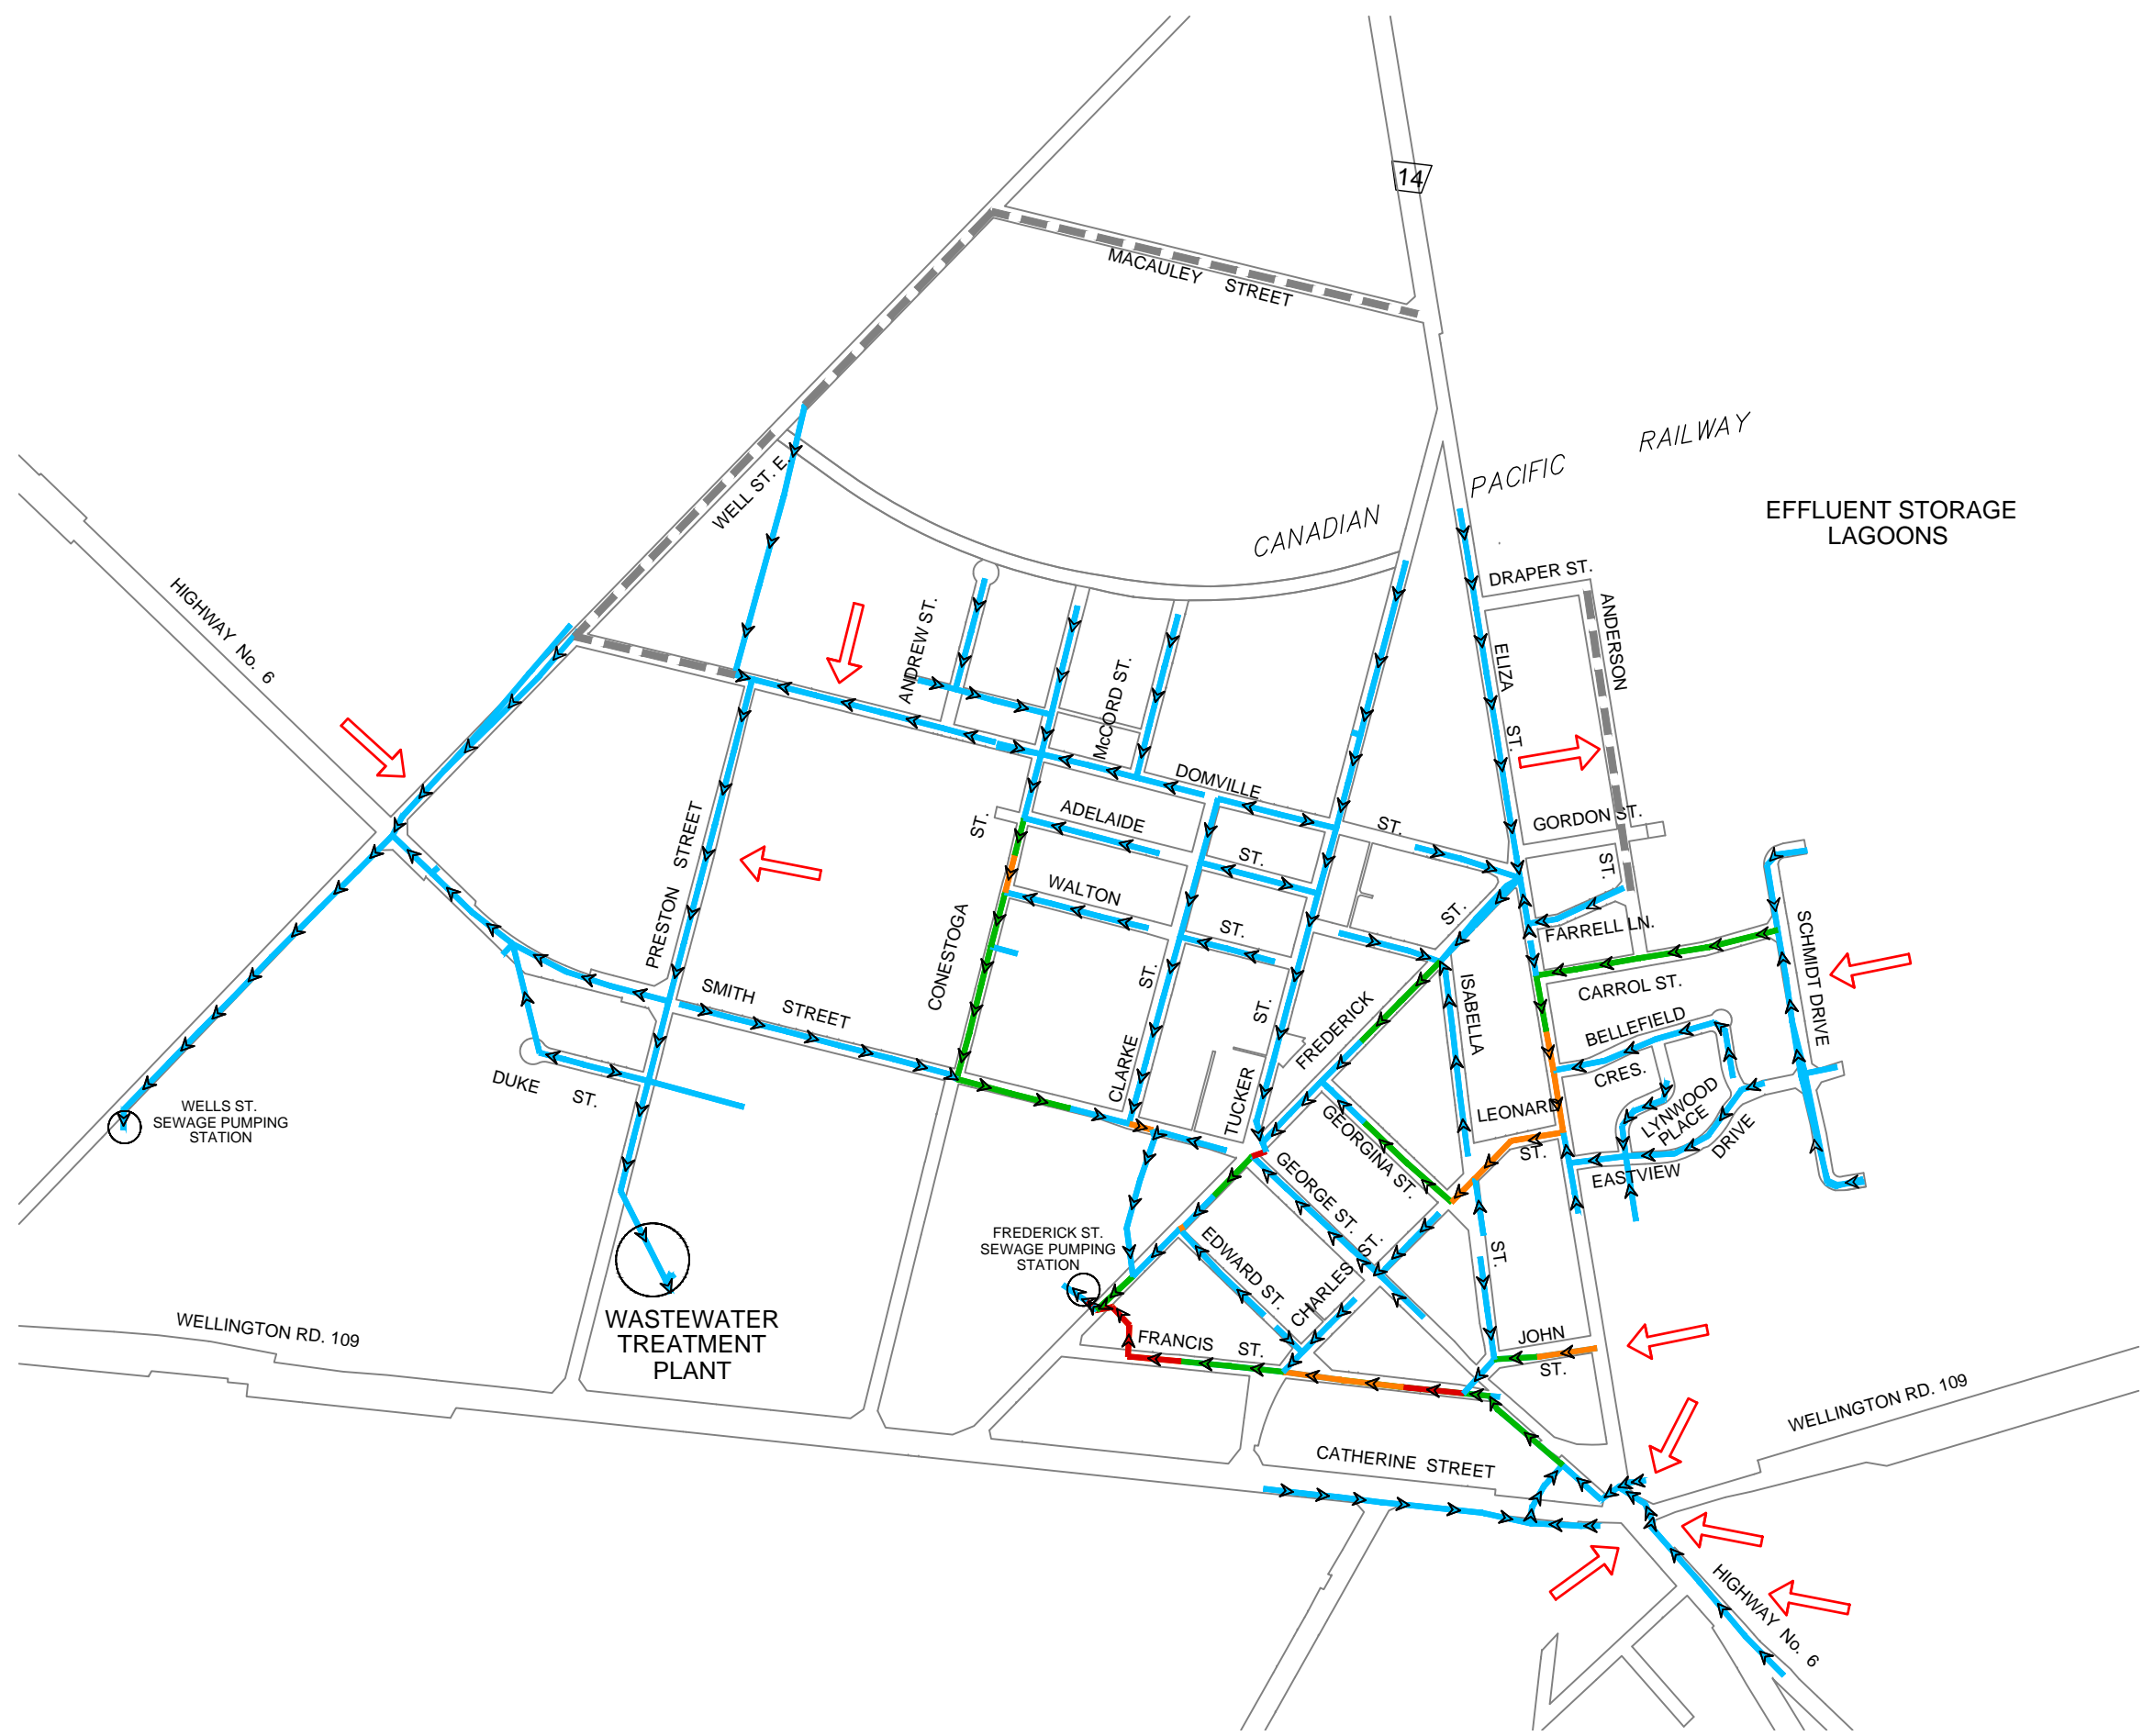 14
MACAULEY STREET
CANADIAN PACIFIC RAILWAY
EFFLUENT STORAGE
LAGOONS
WELL ST. E.
HIGHWAY No. 6
DRAPER ST.
ANDERSON ST.
ANDREW ST.
McCORD ST.
ELIZA ST.
DOMVILLE ST.
GORDON ST.
ADELAIDE ST.
PRESTON STREET
WALTON ST.
CONESTOGA ST.
FARRELL LN.
SCHMIDT DRIVE
CARROL ST.
SMITH STREET
CLARKE ST.
TUCKER ST.
FREDERICK ST.
ISABELLA ST.
BELLEFIELD
CRES.
LEONARD ST.
LYNWOOD
PLACE
EASTVIEW DRIVE
DUKE ST.
WELLS ST.
SEWAGE PUMPING
STATION
GEORGINA ST.
GEORGE ST.
EDWARD ST.
CHARLES ST.
FREDERICK ST.
SEWAGE PUMPING
STATION
WASTEWATER
TREATMENT
PLANT
WELLINGTON RD. 109
FRANCIS ST.
JOHN
ST.
CATHERINE STREET
WELLINGTON RD. 109
HIGHWAY No. 6